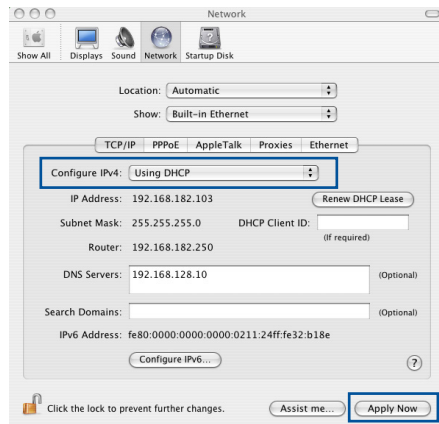 Network
Show All Displays Sound Network Startup Disk
Location: Automatic
Show: Built-in Ethernet
TCP/IP PPPoE AppleTalk Proxies Ethernet
Configure IPv4: Using DHCP
IP Address: 192.168.182.103 Renew DHCP Lease
Subnet Mask: 255.255.255.0 DHCP Client ID:
(If required)
Router: 192.168.182.250
DNS Servers: 192.168.128.10 (Optional)
Search Domains: (Optional)
IPv6 Address: fe80:0000:0000:0000:0211:24ff:fe32:b18e
Configure IPv6... ?
Click the lock to prevent further changes. Assist me... Apply Now